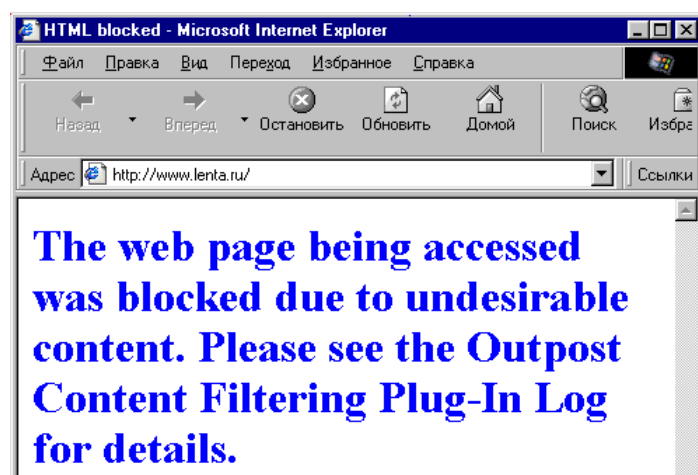 HTML blocked - Microsoft Internet Explorer
Файл Правка Вид Переход Избранное Справка
Назад Вперед Остановить Обновить Домой Поиск Избра
Адрес http://www.lenta.ru/ Ссылки
The web page being accessed
was blocked due to undesirable
content. Please see the Outpost
Content Filtering Plug-In Log
for details.